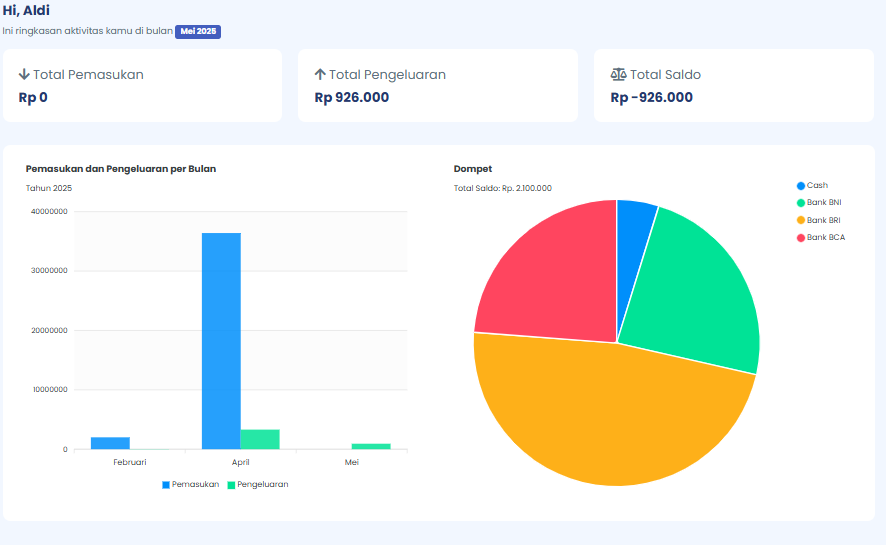 Hi, Aldi
Ini ringkasan aktivitas kamu di bulan Mei 2025
Total Pemasukan
Rp 0
Total Pengeluaran
Rp 926.000
Total Saldo
Rp -926.000
Pemasukan dan Pengeluaran per Bulan
Tahun 2025
40000000
30000000
20000000
10000000
0
Februari
April
Mei
Pemasukan
Pengeluaran
Dompet
Total Saldo: Rp. 2.100.000
Cash
Bank BNI
Bank BRI
Bank BCA